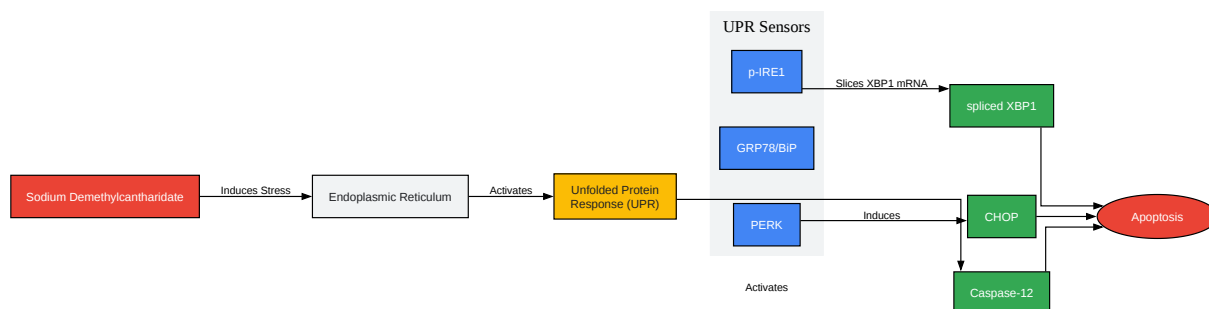 UPR Sensors
p-IRE1
Slices XBP1 mRNA
spliced XBP1
GRP78/BiP
Sodium Demethylcantharidate
Induces Stress
Endoplasmic Reticulum
Activates
Unfolded Protein
Response (UPR)
PERK
Induces
CHOP
Apoptosis
Activates
Caspase-12